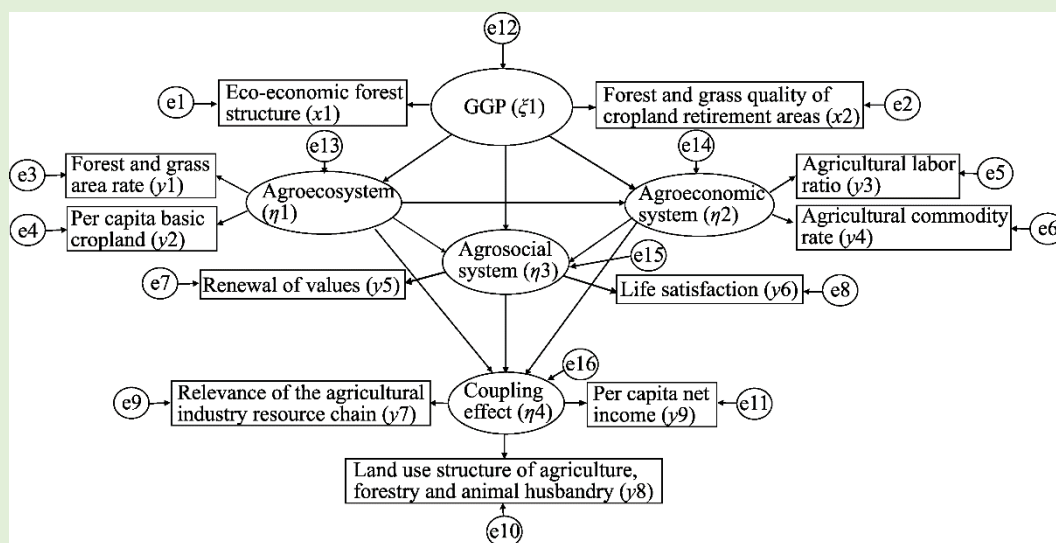 e12
e1
Eco-economic forest
structure (x1)
GGP (ξ1)
Forest and grass quality of
cropland retirement areas (x2)
e2
e13
e14
e3
Forest and grass
area rate (y1)
Agroecosystem
(η1)
Agroeconomic
system (η2)
Agricultural labor
ratio (y3)
e5
e4
Per capita basic
cropland (y2)
Agricultural commodity
rate (y4)
e6
Agrosocial
system (η3)
e15
e7
Renewal of values (y5)
Life satisfaction (y6)
e8
e16
e9
Relevance of the agricultural
industry resource chain (y7)
Coupling
effect (η4)
Per capita net
income (y9)
e11
Land use structure of agriculture,
forestry and animal husbandry (y8)
e10